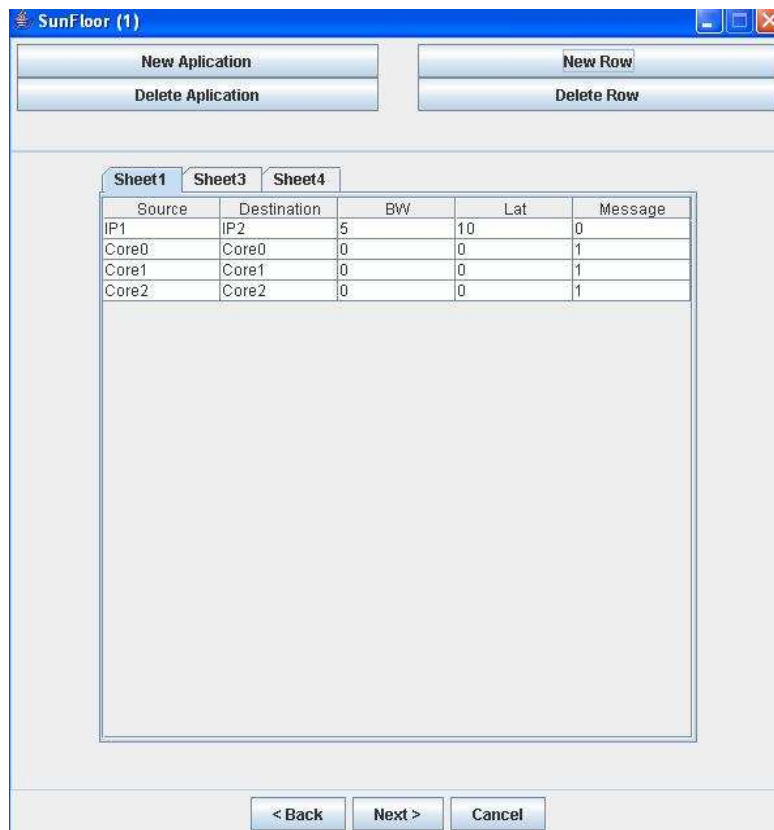 SunFloor (1)
New Aplication New Row
Delete Aplication Delete Row
Sheet1 Sheet3 Sheet4
Source Destination BW Lat Message
IP1 IP2 5 10 0
Core0 Core0 0 0 1
Core1 Core1 0 0 1
Core2 Core2 0 0 1
< Back Next > Cancel